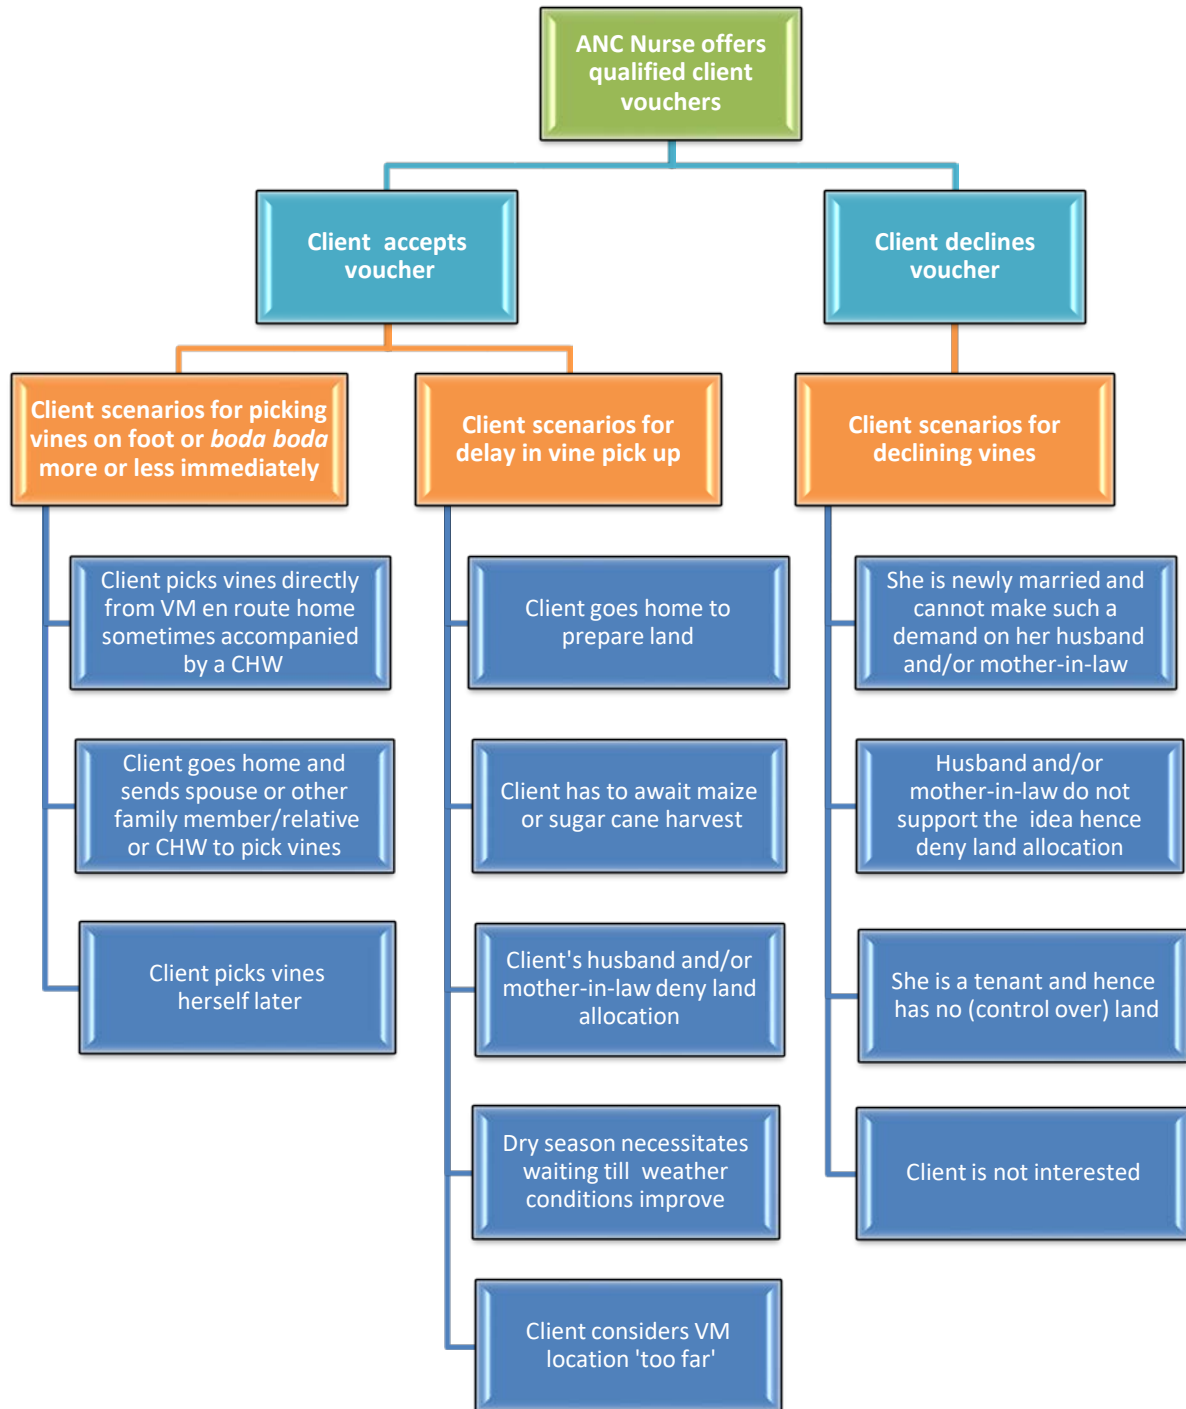 ANC Nurse offers
qualified client
vouchers
Client accepts
voucher
Client declines
voucher
Client scenarios for picking
vines on foot or boda boda
more or less immediately
Client scenarios for
delay in vine pick up
Client scenarios for
declining vines
Client picks vines directly
from VM en route home
sometimes accompanied
by a CHW
Client goes home and
sends spouse or other
family member/relative
or CHW to pick vines
Client picks vines
herself later
Client goes home to
prepare land
Client has to await maize
or sugar cane harvest
Client's husband and/or
mother-in-law deny land
allocation
Dry season necessitates
waiting till weather
conditions improve
Client considers VM
location 'too far'
She is newly married and
cannot make such a
demand on her husband
and/or mother-in-law
Husband and/or
mother-in-law do not
support the idea hence
deny land allocation
She is a tenant and hence
has no (control over) land
Client is not interested